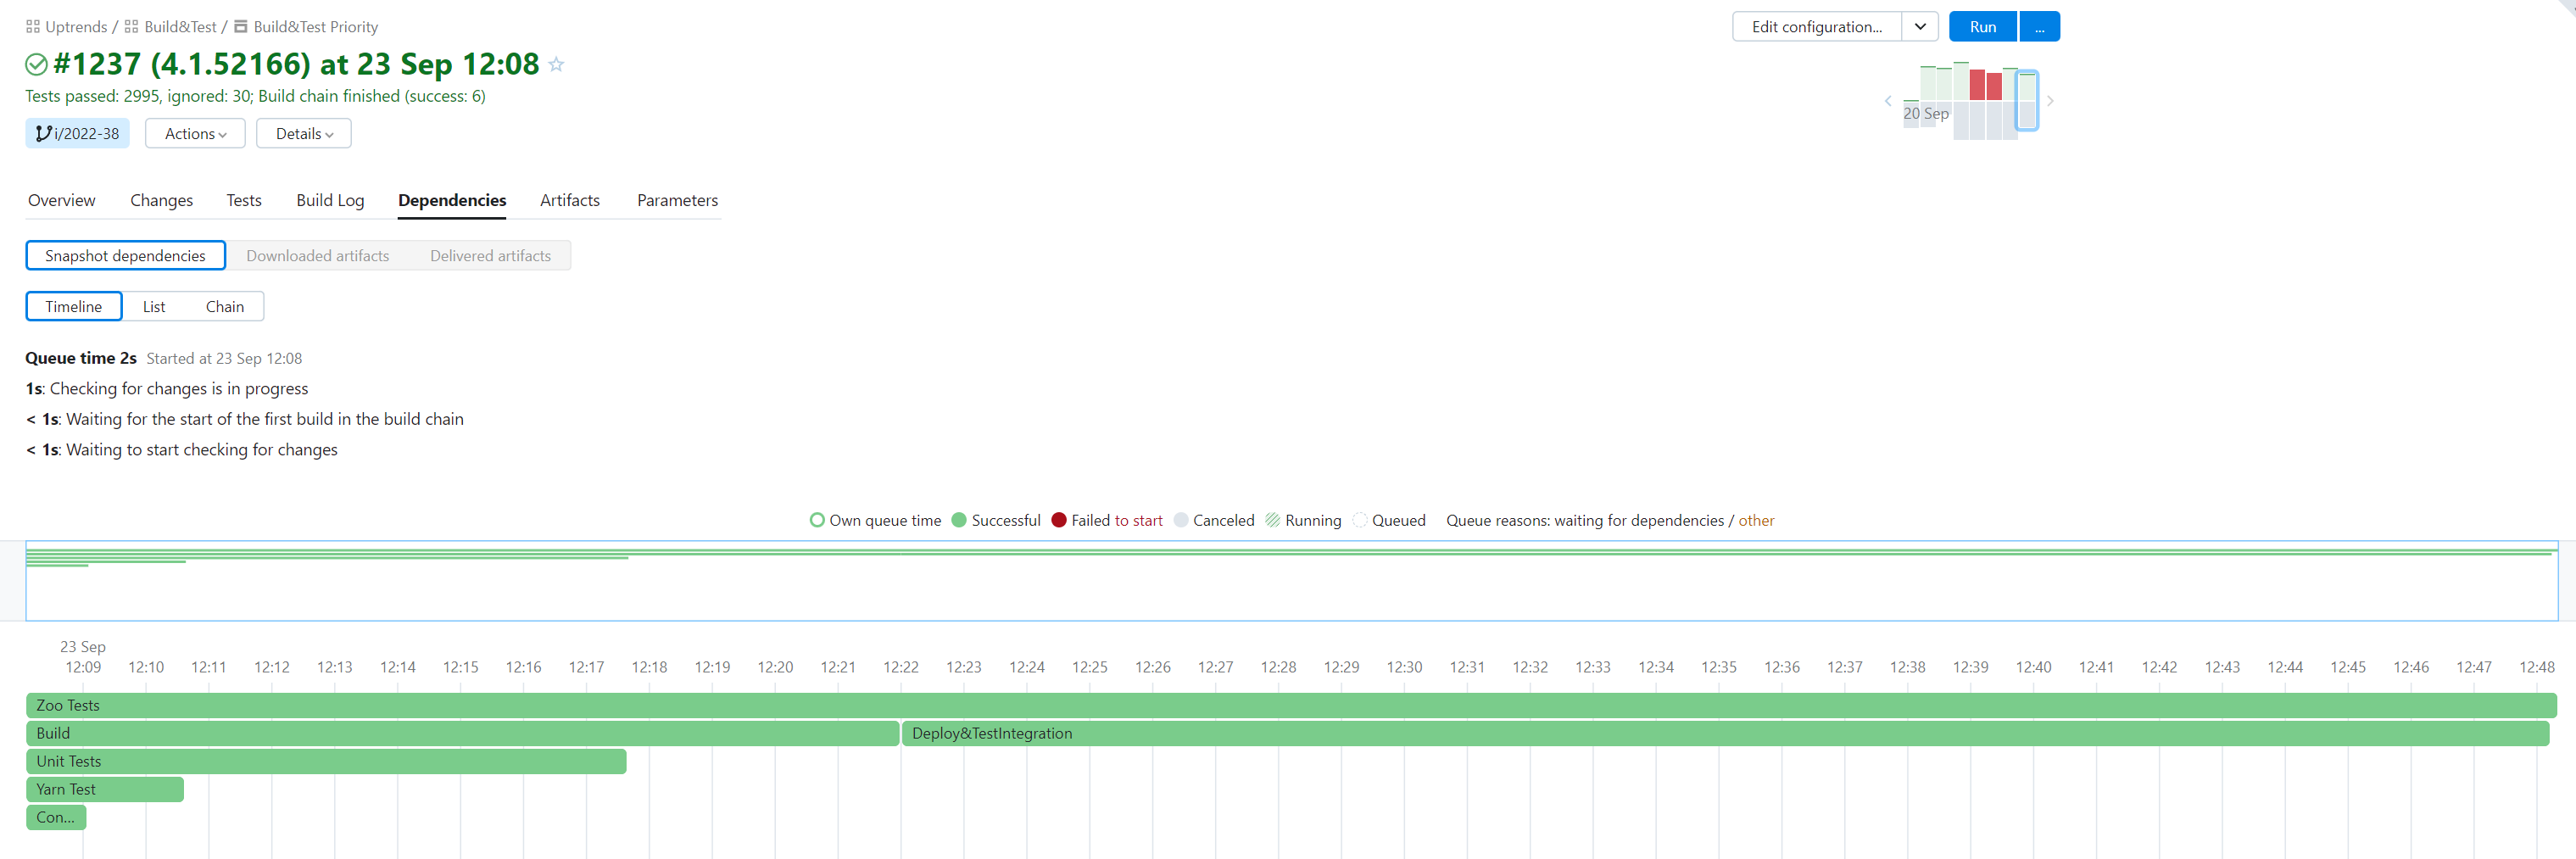 Uptrends / Build&Test / Build&Test Priority
Edit configuration... Run ...
#1237 (4.1.52166) at 23 Sep 12:08
Tests passed: 2995, ignored: 30; Build chain finished (success: 6)
20 Sep
i/2022-38 Actions Details
Overview Changes Tests Build Log Dependencies Artifacts Parameters
Snapshot dependencies Downloaded artifacts Delivered artifacts
Timeline List Chain
Queue time 2s Started at 23 Sep 12:08
1s: Checking for changes is in progress
< 1s: Waiting for the start of the first build in the build chain
< 1s: Waiting to start checking for changes
Own queue time Successful Failed to start Canceled Running Queued Queue reasons: waiting for dependencies / other
23 Sep
12:09 12:10 12:11 12:12 12:13 12:14 12:15 12:16 12:17 12:18 12:19 12:20 12:21 12:22 12:23 12:24 12:25 12:26 12:27 12:28 12:29 12:30 12:31 12:32 12:33 12:34 12:35 12:36 12:37 12:38 12:39 12:40 12:41 12:42 12:43 12:44 12:45 12:46 12:47 12:48
Zoo Tests
Build Deploy&TestIntegration
Unit Tests
Yarn Test
Con...